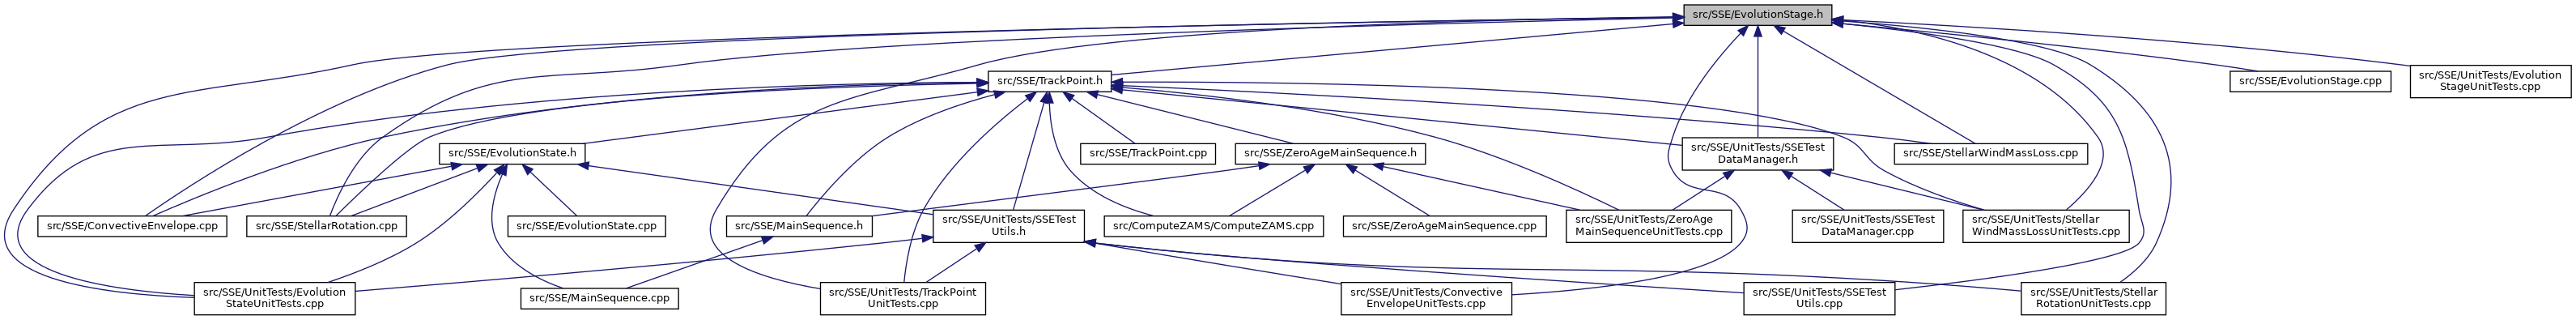 src/SSE/EvolutionStage.h
src/SSE/TrackPoint.h
src/SSE/EvolutionStage.cpp
src/SSE/UnitTests/Evolution
StageUnitTests.cpp
src/SSE/EvolutionState.h
src/SSE/TrackPoint.cpp
src/SSE/ZeroAgeMainSequence.h
src/SSE/UnitTests/SSETest
DataManager.h
src/SSE/StellarWindMassLoss.cpp
src/SSE/ConvectiveEnvelope.cpp
src/SSE/StellarRotation.cpp
src/SSE/EvolutionState.cpp
src/SSE/MainSequence.h
src/SSE/UnitTests/SSETest
Utils.h
src/ComputeZAMS/ComputeZAMS.cpp
src/SSE/ZeroAgeMainSequence.cpp
src/SSE/UnitTests/ZeroAge
MainSequenceUnitTests.cpp
src/SSE/UnitTests/SSETest
DataManager.cpp
src/SSE/UnitTests/Stellar
WindMassLossUnitTests.cpp
src/SSE/UnitTests/Evolution
StateUnitTests.cpp
src/SSE/MainSequence.cpp
src/SSE/UnitTests/TrackPoint
UnitTests.cpp
src/SSE/UnitTests/Convective
EnvelopeUnitTests.cpp
src/SSE/UnitTests/SSETest
Utils.cpp
src/SSE/UnitTests/Stellar
RotationUnitTests.cpp